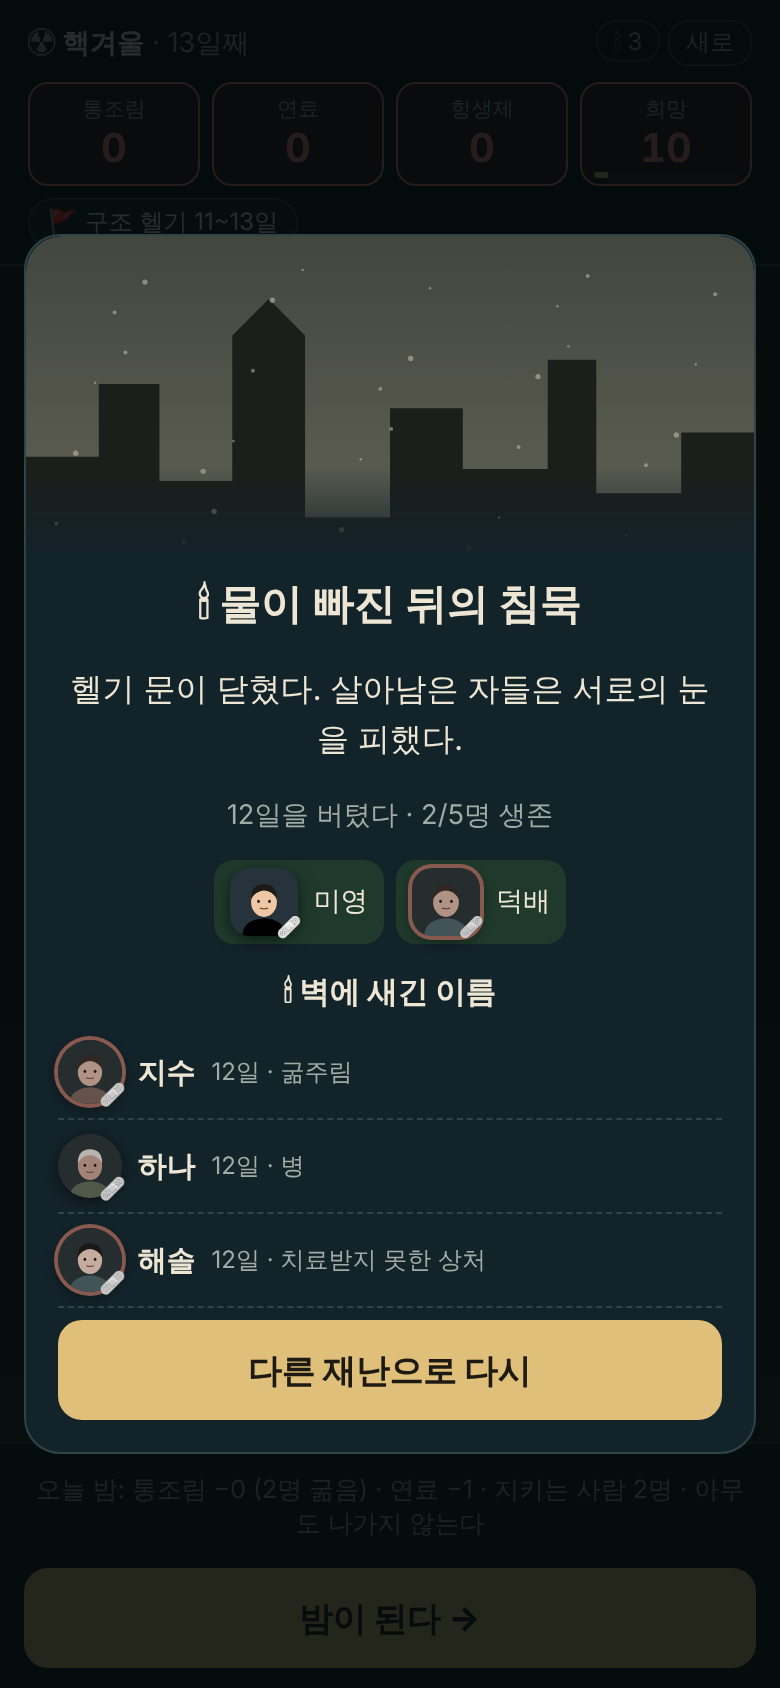 ☢ 핵겨울 · 13일째
🕯 3
새로
통조림
연료
항생제
희망
0
0
0
10
🚩 구조 헬기 11~13일
🕯 물이 빠진 뒤의 침묵
헬기 문이 닫혔다. 살아남은 자들은 서로의 눈
을 피했다.
12일을 버텼다 · 2/5명 생존
미영
덕배
🕯 벽에 새긴 이름
지수 12일 · 굶주림
하나 12일 · 병
해솔 12일 · 치료받지 못한 상처
다른 재난으로 다시
오늘 밤: 통조림 −0 (2명 굶음) · 연료 −1 · 지키는 사람 2명 · 아무
도 나가지 않는다
밤이 된다 →